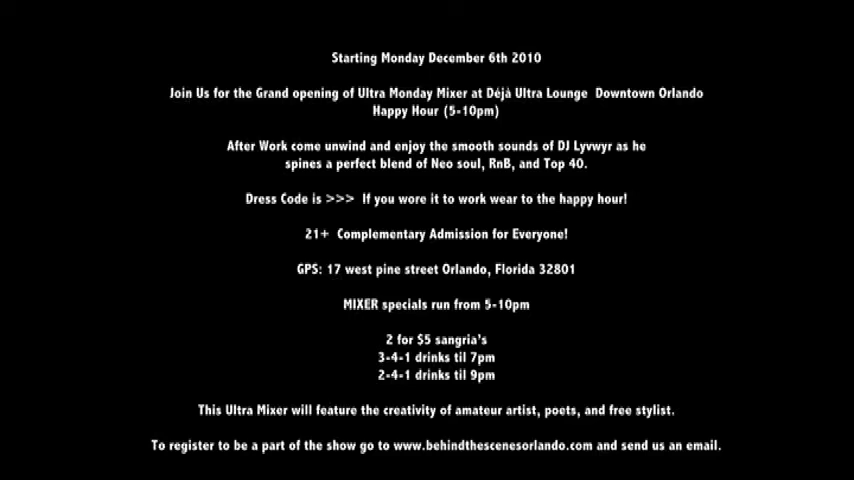 Starting Monday December 6th 2010
Join Us for the Grand opening of Ultra Monday Mixer at Déjà Ultra Lounge Downtown Orlando
Happy Hour (5-10pm)
After Work come unwind and enjoy the smooth sounds of DJ Lyvwyr as he
spines a perfect blend of Neo soul, RnB, and Top 40.
Dress Code is >>> If you wore it to work wear to the happy hour!
21+ Complementary Admission for Everyone!
GPS: 17 west pine street Orlando, Florida 32801
MIXER specials run from 5-10pm
2 for $5 sangria's
3-4-1 drinks til 7pm
2-4-1 drinks til 9pm
This Ultra Mixer will feature the creativity of amateur artist, poets, and free stylist.
To register to be a part of the show go to www.behindthescenesorlando.com and send us an email.